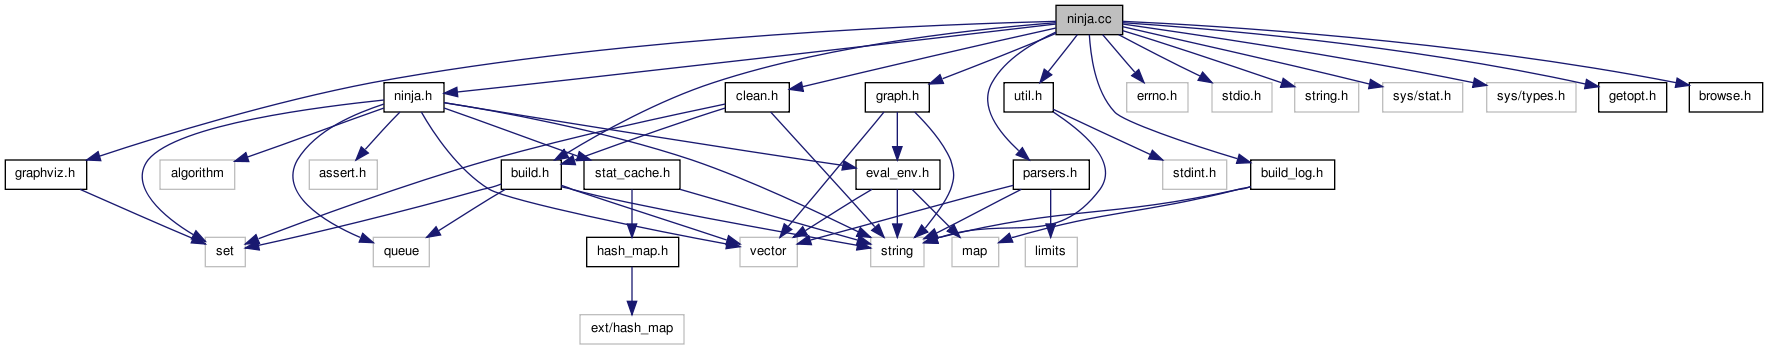 ninja.cc
ninja.h
clean.h
graph.h
util.h
errno.h
stdio.h
string.h
sys/stat.h
sys/types.h
getopt.h
browse.h
graphviz.h
algorithm
assert.h
build.h
stat_cache.h
eval_env.h
parsers.h
stdint.h
build_log.h
set
queue
hash_map.h
vector
string
map
limits
ext/hash_map